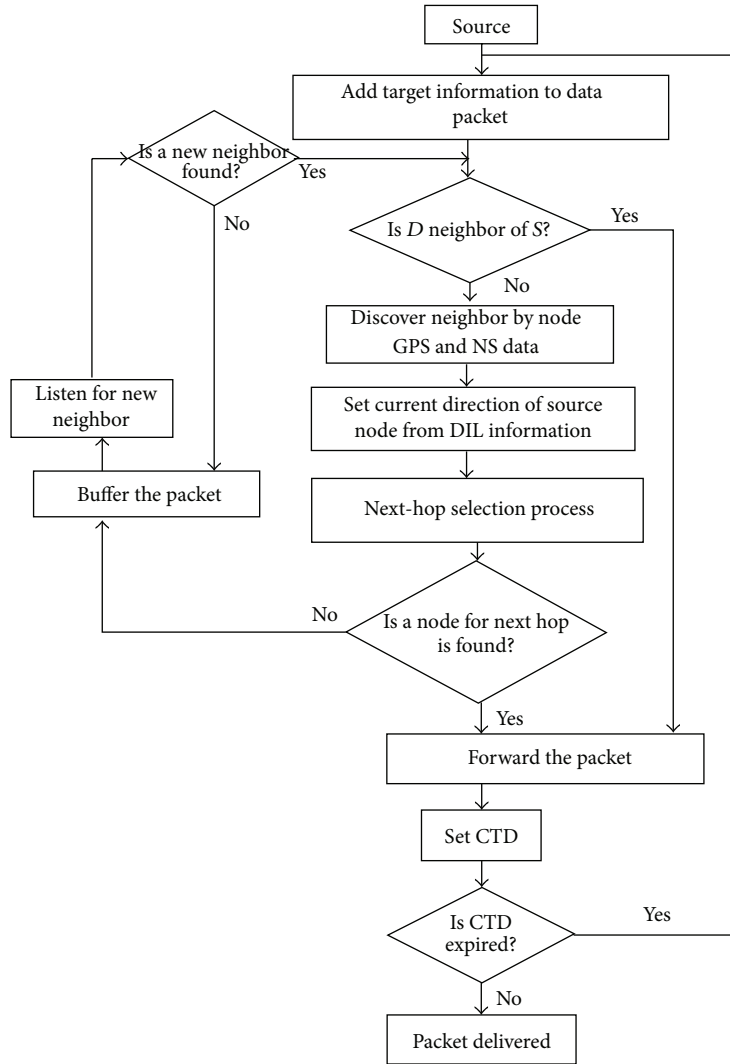 Source
Add target information to data
packet
Is a new neighbor
found?
Yes
No
Is D neighbor of S?
Yes
No
Discover neighbor by node
GPS and NS data
Listen for new
neighbor
Set current direction of source
node from DIL information
Buffer the packet
Next-hop selection process
No
Is a node for next hop
is found?
Yes
Forward the packet
Set CTD
Is CTD
expired?
Yes
No
Packet delivered